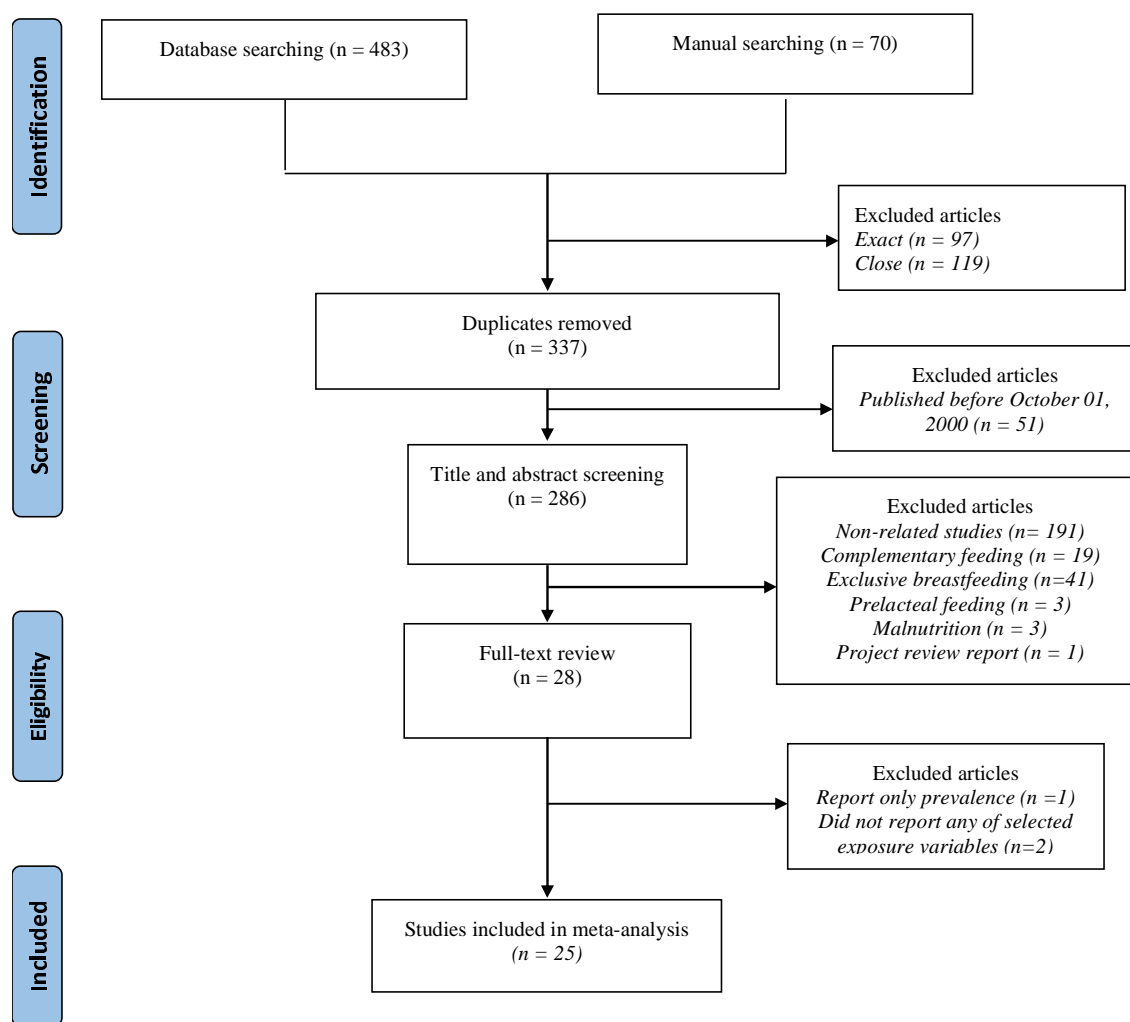 Identification
Database searching (n = 483)
Manual searching (n = 70)
Excluded articles
Exact (n = 97)
Close (n = 119)
Screening
Duplicates removed
(n = 337)
Excluded articles
Published before October 01,
2000 (n = 51)
Title and abstract screening
(n = 286)
Excluded articles
Non-related studies (n= 191)
Complementary feeding (n = 19)
Exclusive breastfeeding (n=41)
Prelacteal feeding (n = 3)
Malnutrition (n = 3)
Project review report (n = 1)
Eligibility
Full-text review
(n = 28)
Excluded articles
Report only prevalence (n =1)
Did not report any of selected
exposure variables (n=2)
Included
Studies included in meta-analysis
(n = 25)